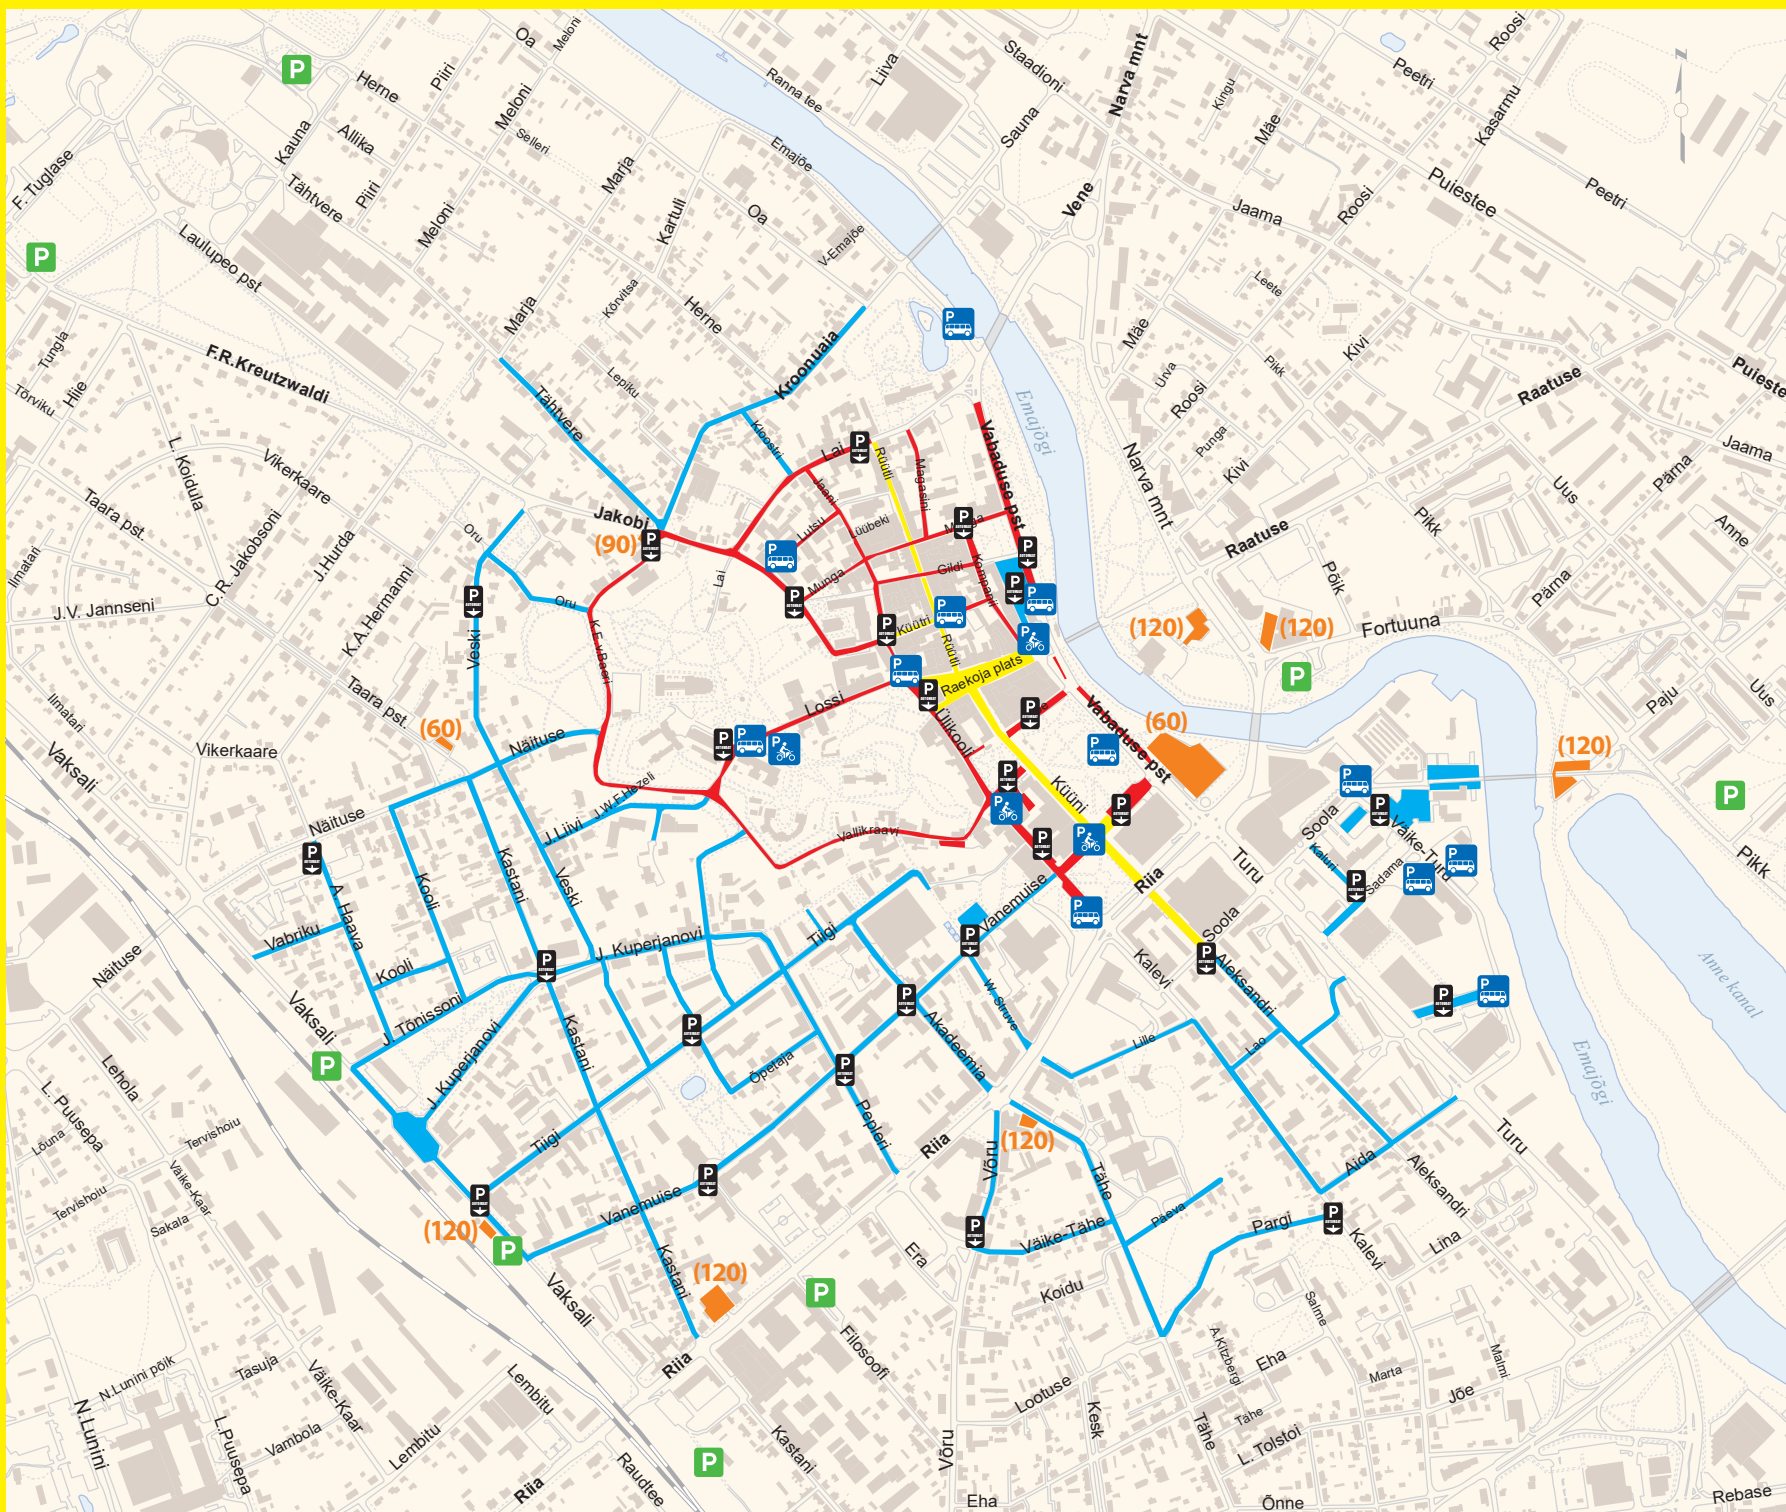 Oa
Meloni
Roosi
Staadioni
Peetri
P
Herne
Piiri
Ranna tee
Liiva
Narva mnt
Kingu
Kasarmu
Meloni
Allika
Kauna
Selleri
Sauna
Mäe
Emajõe
F. Tuglase
Tähtvere
Piiri
Marja
Vene
Puiestee
Peetri
Kartuli
Oa
Jaama
Roosi
Meloni
V-Emajõe
P
Laulupeo pst
Leete
Körvitsa
Herne
Marja
P
Mäe
Kivi
Tungla
F.R.Kreutzwaldi
Kroonuaia
Pikk
Puieste
Raatuse
Urva
Hiie
Tõrviku
Lepiku
Tähtvere
Roosi
Emajõgi
Kloostri
Vabaduse pst
Lai
Rüütli
Magasini
Punga
Jaama
L. Koidula
Vikerkaare
Narva mnt
Kivi
Pärna
Uus
Jaani
Taara pst
Jakobi
(90)
Lutsu
Lüübeki
Munga
Raatuse
Pikk
Anne
C.R. Jakobsoni
J.Hurda
Oru
Ilmatari
Lai
Munga
Gildi
Kompanii
Põik
Pärna
J.V. Jannseni
K.A.Hermanni
Oru
Küütri
(120)
(120)
Fortuuna
Veski
K.E.v.Baeri
Rüütli
Raekoja plats
P
Taara pst
Lossi
Ülikooli
Vabaduse pst
(60)
Paju
Uus
Ilmatari
(60)
Vaksali
Vikerkaare
Näituse
(120)
J.W.F.Hezeli
Küüni
P
Näituse
J.Liivi
Vallikraavi
Soola
Väike-Turu
Kaluri
Sadama
Turu
Pikk
A. Haava
Kooli
Kastani
Veski
Vanemuise
Riia
Soola
Vabriku
Kooli
J. Kuperjanovi
Tiigi
Kalevi
Aleksandri
Näituse
Anne kanal
Vaksali
J. Tõnissoni
W. Struve
P
J. Kuperjanovi
Kastani
Akadeemia
Lille
Lao
Õpetaja
Emajõgi
Lehola
L. Puusepa
Pepleri
Lõuna
Tervishoiu
Tiigi
Riia
(120)
Võru
Aida
Turu
Tervishoiu
Väike-Kaar
Sakala
Vanemuise
Tähe
Päeva
Aleksandri
(120)
P
Väike-Tähe
Pargi
Kalevi
Lina
Era
Kastani
(120)
P
Vaksali
Koidu
Salme
Riia
Filosoofi
A.Kitzbergi
Eha
Malmi
N.Lunini põik
Tasuja
Väike-Kaar
Lembitu
Marta
Jõe
Lootuse
Kesk
N.Lunini
L.Puusepa
Vambola
Lembitu
Kastani
Tähe
Tähe
L. Tolstoi
Võru
P
Raudtee
Riia
Eha
Õnne
Rebase